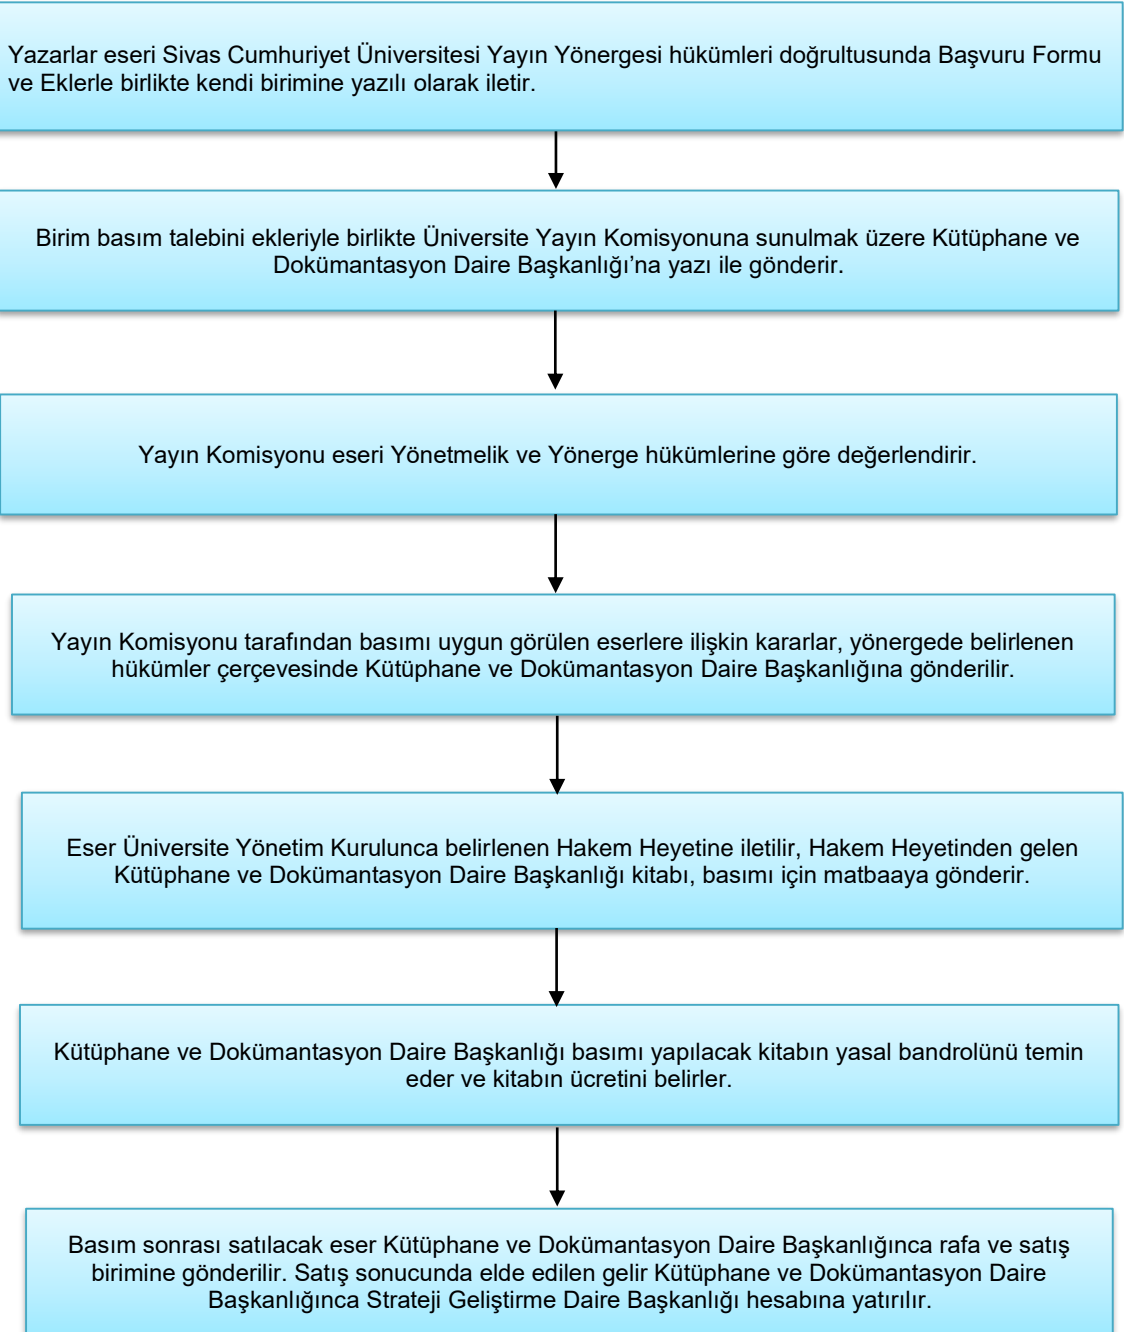 Yazarlar eseri Sivas Cumhuriyet Üniversitesi Yayın Yönergesi hükümleri doğrultusunda Başvuru Formu
ve Eklerle birlikte kendi birimine yazılı olarak iletir.
Birim basım talebini ekleriyle birlikte Üniversite Yayın Komisyonuna sunulmak üzere Kütüphane ve
Dokümantasyon Daire Başkanlığı’na yazı ile gönderir.
Yayın Komisyonu eseri Yönetmelik ve Yönerge hükümlerine göre değerlendirir.
Yayın Komisyonu tarafından basımı uygun görülen eserlere ilişkin kararlar, yönergede belirlenen
hükümler çerçevesinde Kütüphane ve Dokümantasyon Daire Başkanlığına gönderilir.
Eser Üniversite Yönetim Kurulunca belirlenen Hakem Heyetine iletilir, Hakem Heyetinden gelen
Kütüphane ve Dokümantasyon Daire Başkanlığı kitabı, basımı için matbaaya gönderir.
Kütüphane ve Dokümantasyon Daire Başkanlığı basımı yapılacak kitabın yasal bandrolünü temin
eder ve kitabın ücretini belirler.
Basım sonrası satılacak eser Kütüphane ve Dokümantasyon Daire Başkanlığınca rafa ve satış
birimine gönderilir. Satış sonucunda elde edilen gelir Kütüphane ve Dokümantasyon Daire
Başkanlığınca Strateji Geliştirme Daire Başkanlığı hesabına yatırılır.